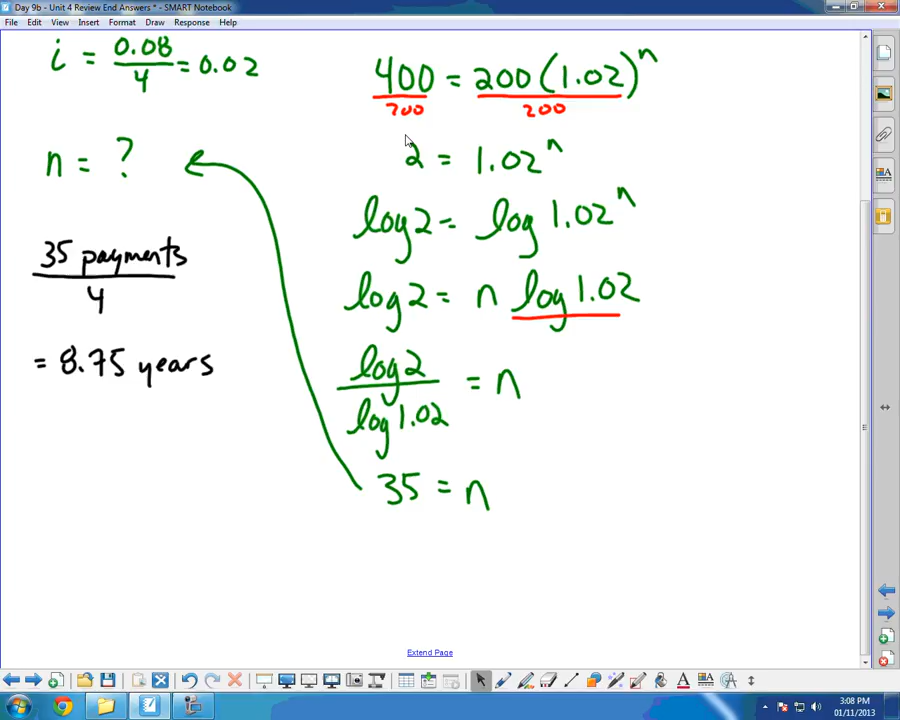 Day 9b - Unit 4 Review End Answers * - SMART Notebook
File Edit View Insert Format Draw Response Help
i = 0.08/4 = 0.02
n = ?
35 payments
4
= 8.75 years
400 = 200 (1.02)^n
200 200
2 = 1.02^n
log 2 = log 1.02^n
log 2 = n log 1.02
log 2 / log 1.02 = n
35 = n
Extend Page
3:08 PM
01/11/2013